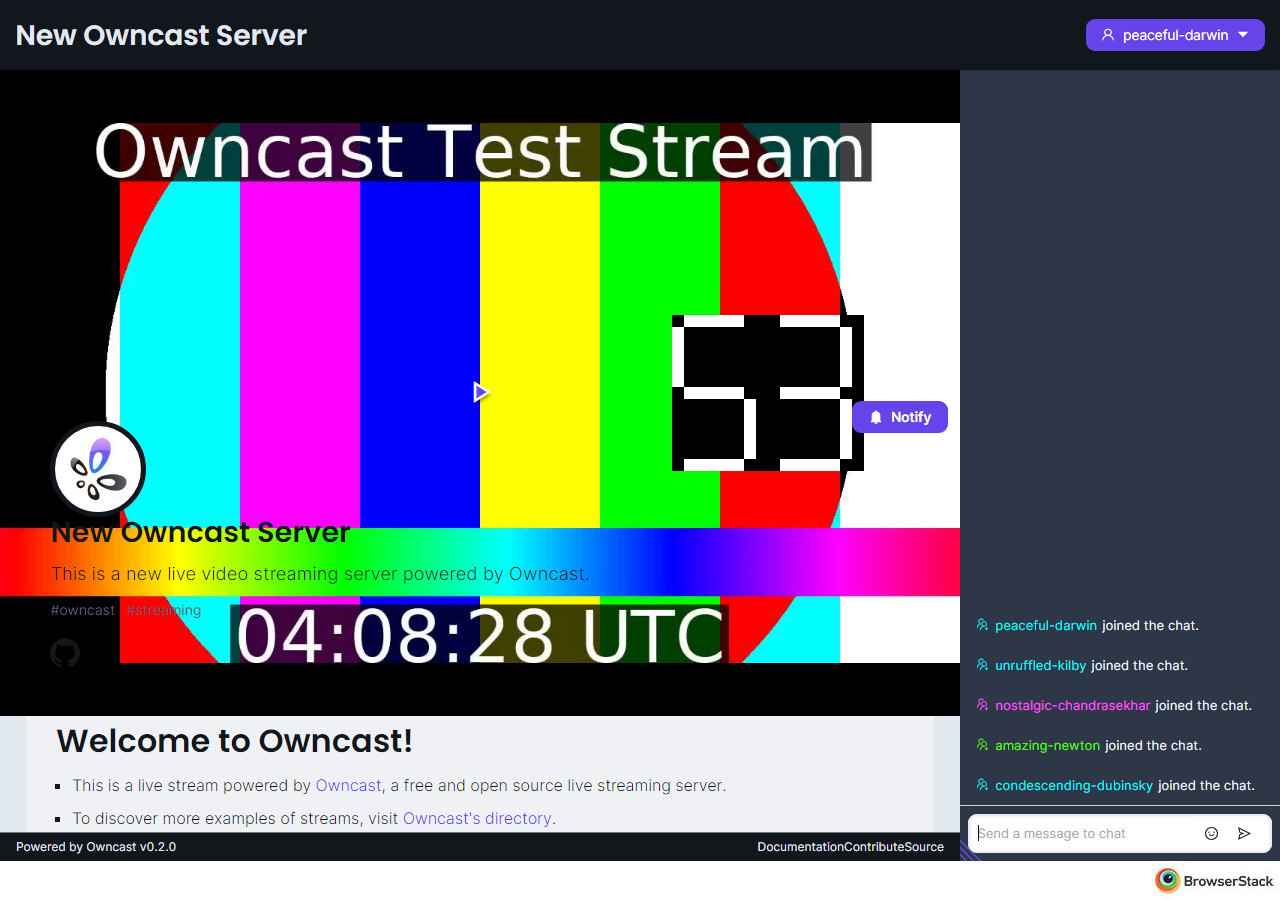 New Owncast Server
peaceful-darwin
Owncast Test Stream
53
Notify
New Owncast Server
This is a new live video streaming server powered by Owncast.
#owncast #streaming
04:08:28 UTC
Welcome to Owncast!
This is a live stream powered by Owncast, a free and open source live streaming server.
To discover more examples of streams, visit Owncast's directory.
Powered by Owncast v0.2.0
DocumentationContributeSource
peaceful-darwin joined the chat.
unruffled-kilby joined the chat.
nostalgic-chandrasekhar joined the chat.
amazing-newton joined the chat.
condescending-dubinsky joined the chat.
Send a message to chat
BrowserStack